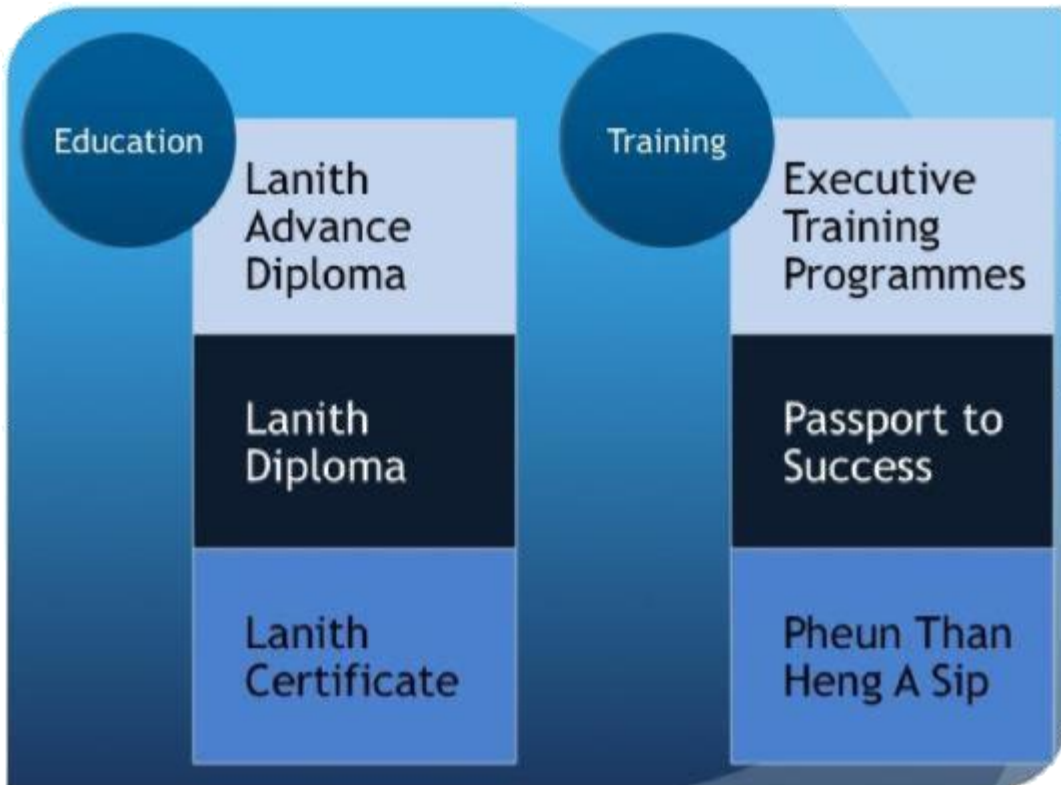 Education
Lanith
Advance
Diploma
Lanith
Diploma
Lanith
Certificate
Training
Executive
Training
Programmes
Passport to
Success
Pheun Than
Heng A Sip